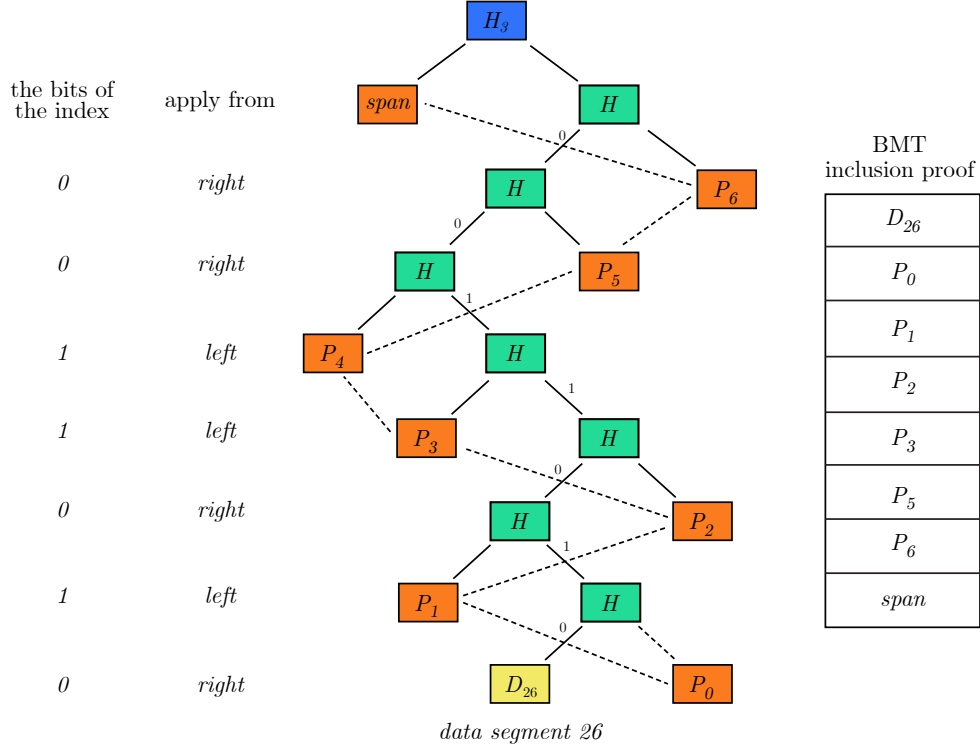 H3
the bits of
the index
apply from
span
H
0
BMT
inclusion proof
0
right
H
P6
D26
0
0
right
H
P5
P0
1
1
left
P4
H
P1
1
P2
1
left
P3
H
P3
0
0
right
H
P2
P5
1
P6
1
left
P1
H
span
0
0
right
D26
P0
data segment 26